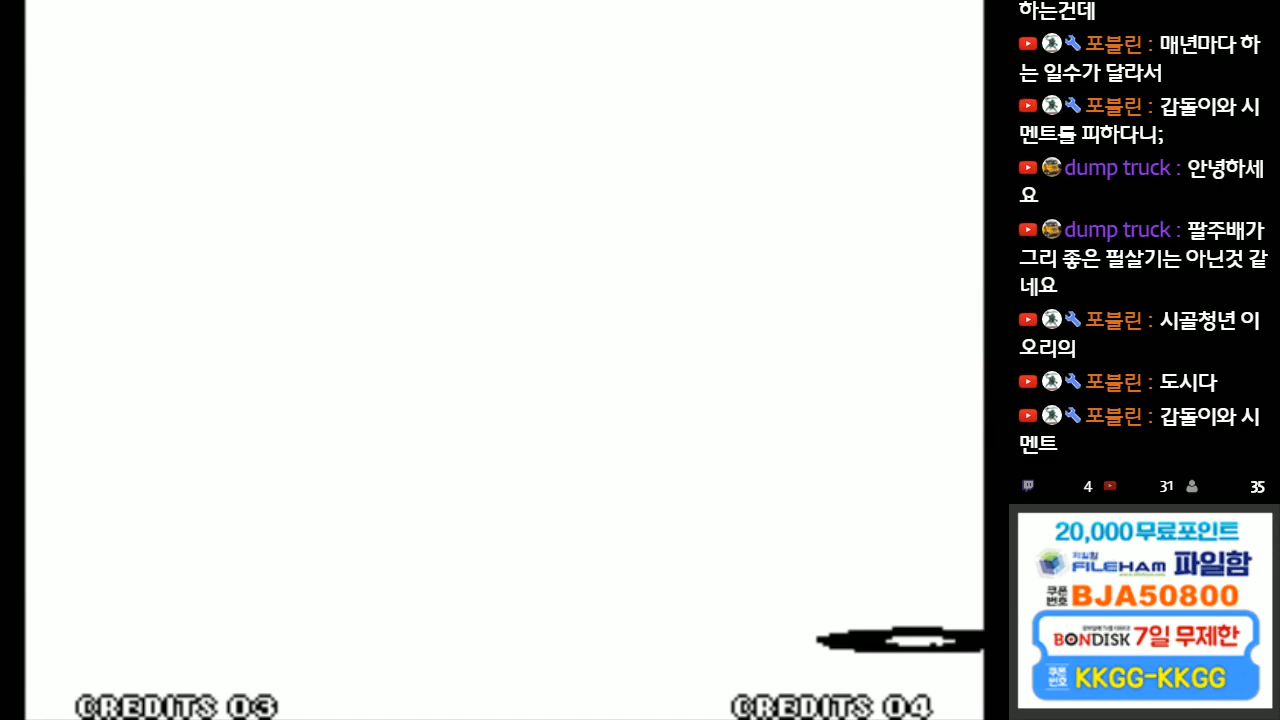 하는건데
포블린 : 매년마다 하
는 일수가 달라서
포블린 : 갑돌이와 시
멘트를 피하다니;
dump truck : 안녕하세
요
dump truck : 팔주배가
그리 좋은 필살기는 아닌것 같
네요
포블린 : 시골청년 이
오리의
포블린 : 도시다
포블린 : 갑돌이와 시
멘트
4 31 35
20,000무료포인트
파일함 FILEHAM 파일함
쿠폰번호 BJA50800
BONDISK 7일 무제한
쿠폰번호 KKGG-KKGG
CREDITS 03 CREDITS 04